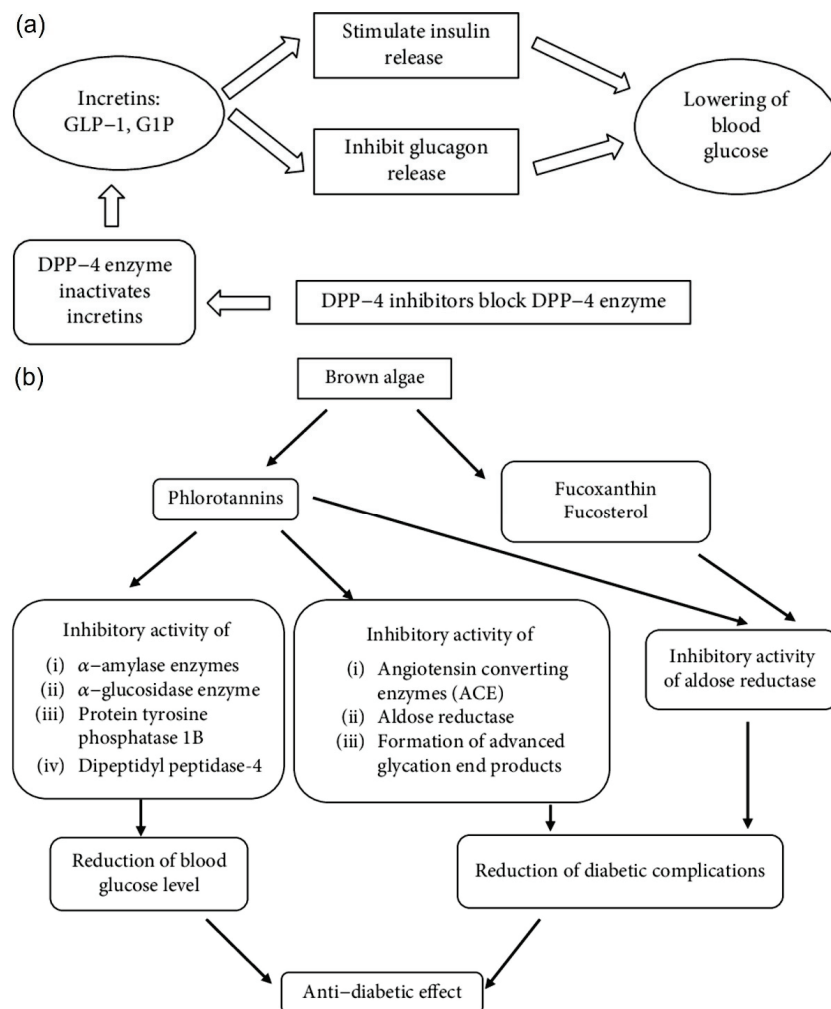 (a)
Stimulate insulin
release
Incretins:
GLP−1, G1P
Lowering of
blood
glucose
Inhibit glucagon
release
DPP−4 enzyme
inactivates
incretins
DPP−4 inhibitors block DPP−4 enzyme
(b)
Brown algae
Phlorotannins
Fucoxanthin
Fucosterol
Inhibitory activity of
(i) α−amylase enzymes
(ii) α−glucosidase enzyme
(iii) Protein tyrosine
phosphatase 1B
(iv) Dipeptidyl peptidase-4
Inhibitory activity of
(i) Angiotensin converting
enzymes (ACE)
(ii) Aldose reductase
(iii) Formation of advanced
glycation end products
Inhibitory activity
of aldose reductase
Reduction of blood
glucose level
Reduction of diabetic complications
Anti−diabetic effect